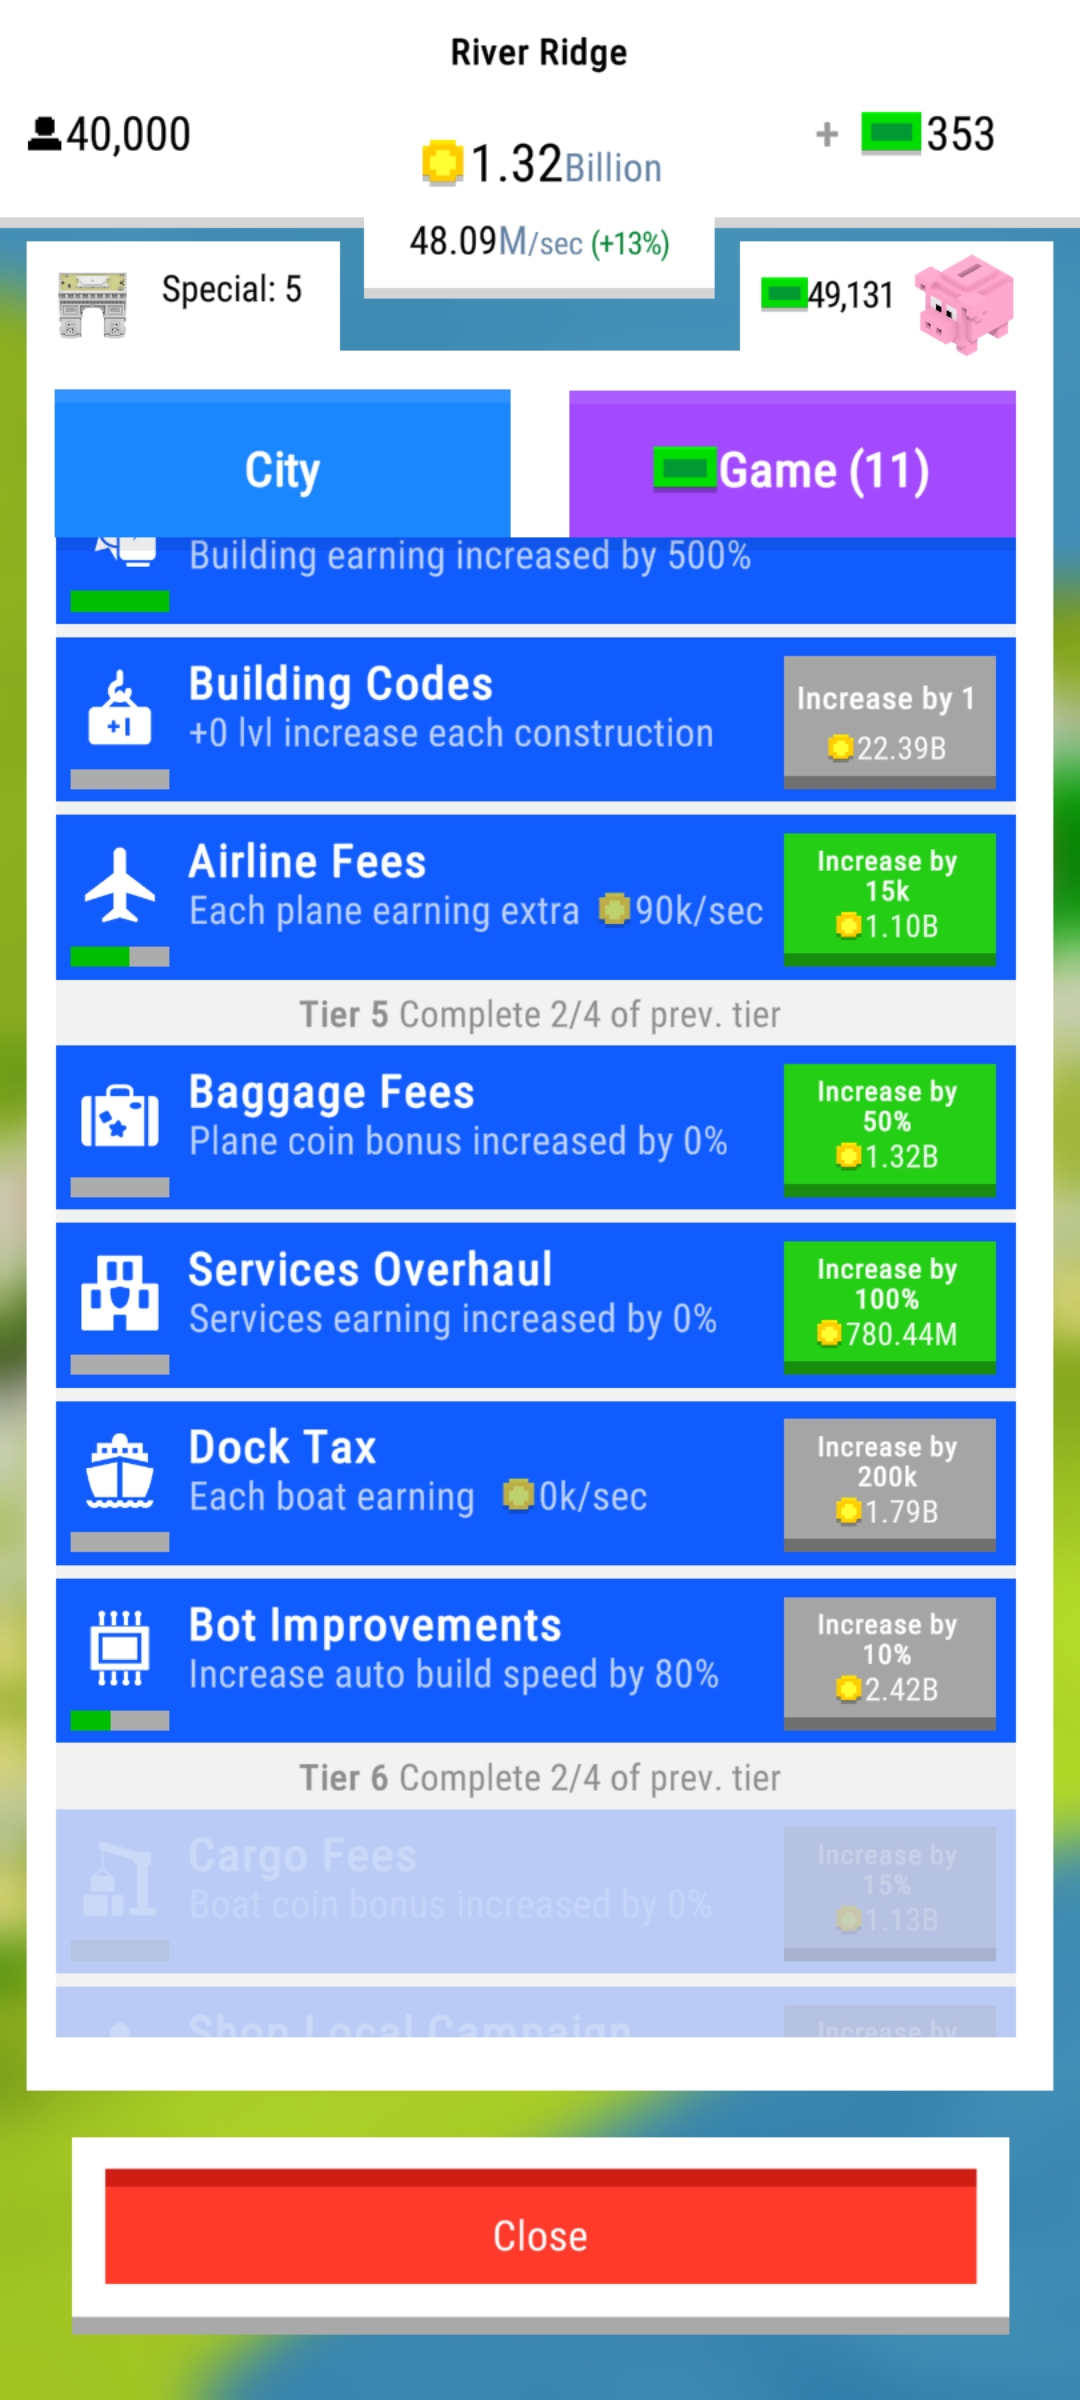 River Ridge
40,000
1.32Billion
+ 353
48.09M/sec (+13%)
Special: 5
49,131
City
Game (11)
Building earning increased by 500%
Building Codes
+0 lvl increase each construction
Increase by 1
22.39B
+1
Airline Fees
Each plane earning extra 90k/sec
Increase by
15k
1.10B
Tier 5 Complete 2/4 of prev. tier
Baggage Fees
Plane coin bonus increased by 0%
Increase by
50%
1.32B
Services Overhaul
Services earning increased by 0%
Increase by
100%
780.44M
Dock Tax
Each boat earning 0k/sec
Increase by
200k
1.79B
Bot Improvements
Increase auto build speed by 80%
Increase by
10%
2.42B
Tier 6 Complete 2/4 of prev. tier
Cargo Fees
Boat coin bonus increased by 0%
Increase by
15%
1.13B
Shop Local Campaign
Increase by
Close